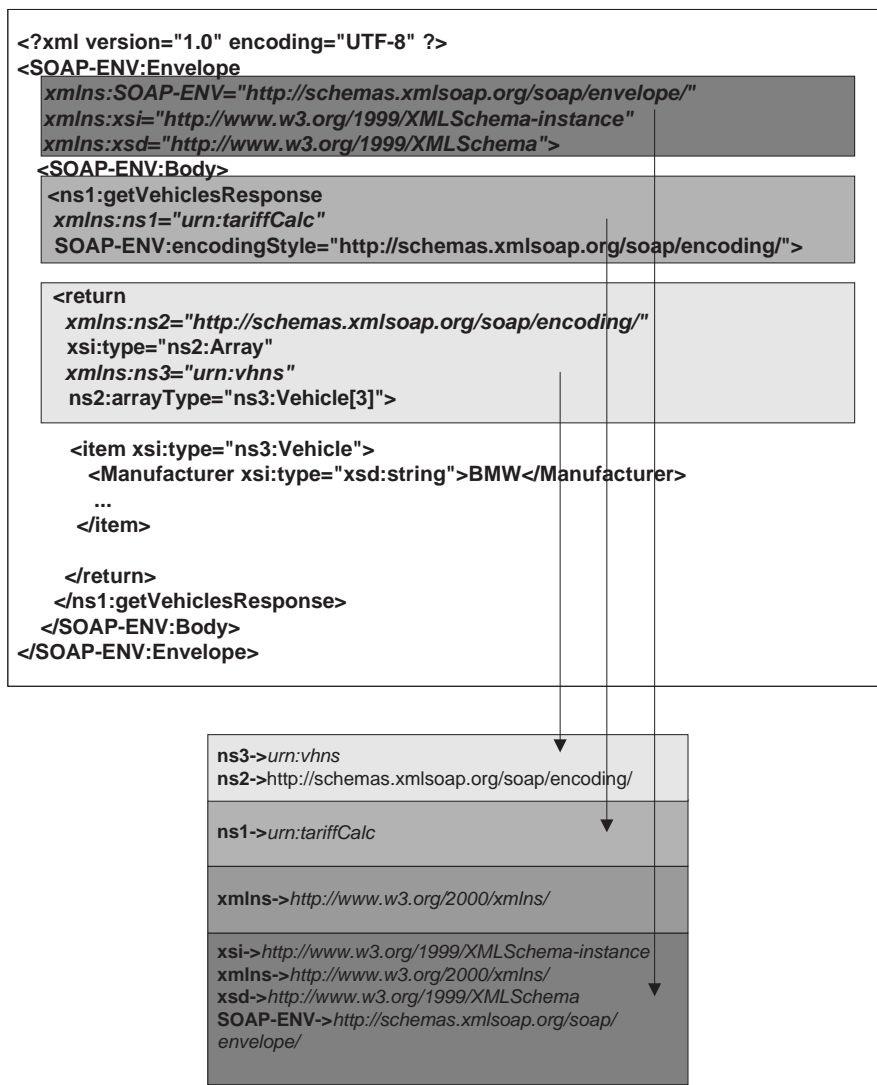 <?xml version="1.0" encoding="UTF-8" ?>
<SOAP-ENV:Envelope
xmlns:SOAP-ENV="http://schemas.xmlsoap.org/soap/envelope/"
xmlns:xsi="http://www.w3.org/1999/XMLSchema-instance"
xmlns:xsd="http://www.w3.org/1999/XMLSchema">
<SOAP-ENV:Body>
<ns1:getVehiclesResponse
xmlns:ns1="urn:tariffCalc"
SOAP-ENV:encodingStyle="http://schemas.xmlsoap.org/soap/encoding/">
<return
xmlns:ns2="http://schemas.xmlsoap.org/soap/encoding/"
xsi:type="ns2:Array"
xmlns:ns3="urn:vhns"
ns2:arrayType="ns3:Vehicle[3]">
<item xsi:type="ns3:Vehicle">
<Manufacturer xsi:type="xsd:string">BMW</Manufacturer>
...
</item>
</return>
</ns1:getVehiclesResponse>
</SOAP-ENV:Body>
</SOAP-ENV:Envelope>
ns3->urn:vhns
ns2->http://schemas.xmlsoap.org/soap/encoding/
ns1->urn:tariffCalc
xmlns->http://www.w3.org/2000/xmlns/
xsi->http://www.w3.org/1999/XMLSchema-instance
xmlns->http://www.w3.org/2000/xmlns/
xsd->http://www.w3.org/1999/XMLSchema
SOAP-ENV->http://schemas.xmlsoap.org/soap/
envelope/